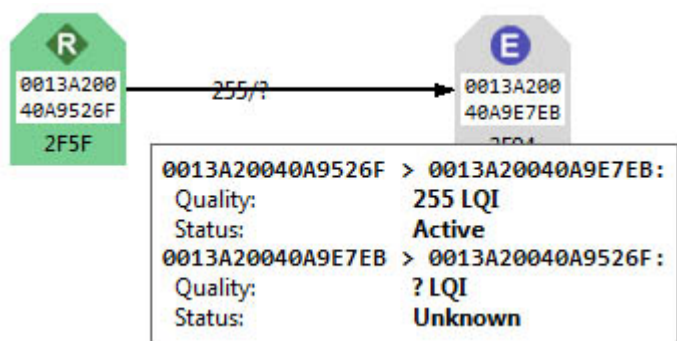 R
E
0013A200
40A9526F
255/?
0013A200
40A9E7EB
2F5F
0013A20040A9526F > 0013A20040A9E7EB:
Quality: 255 LQI
Status: Active
0013A20040A9E7EB > 0013A20040A9526F:
Quality: ? LQI
Status: Unknown